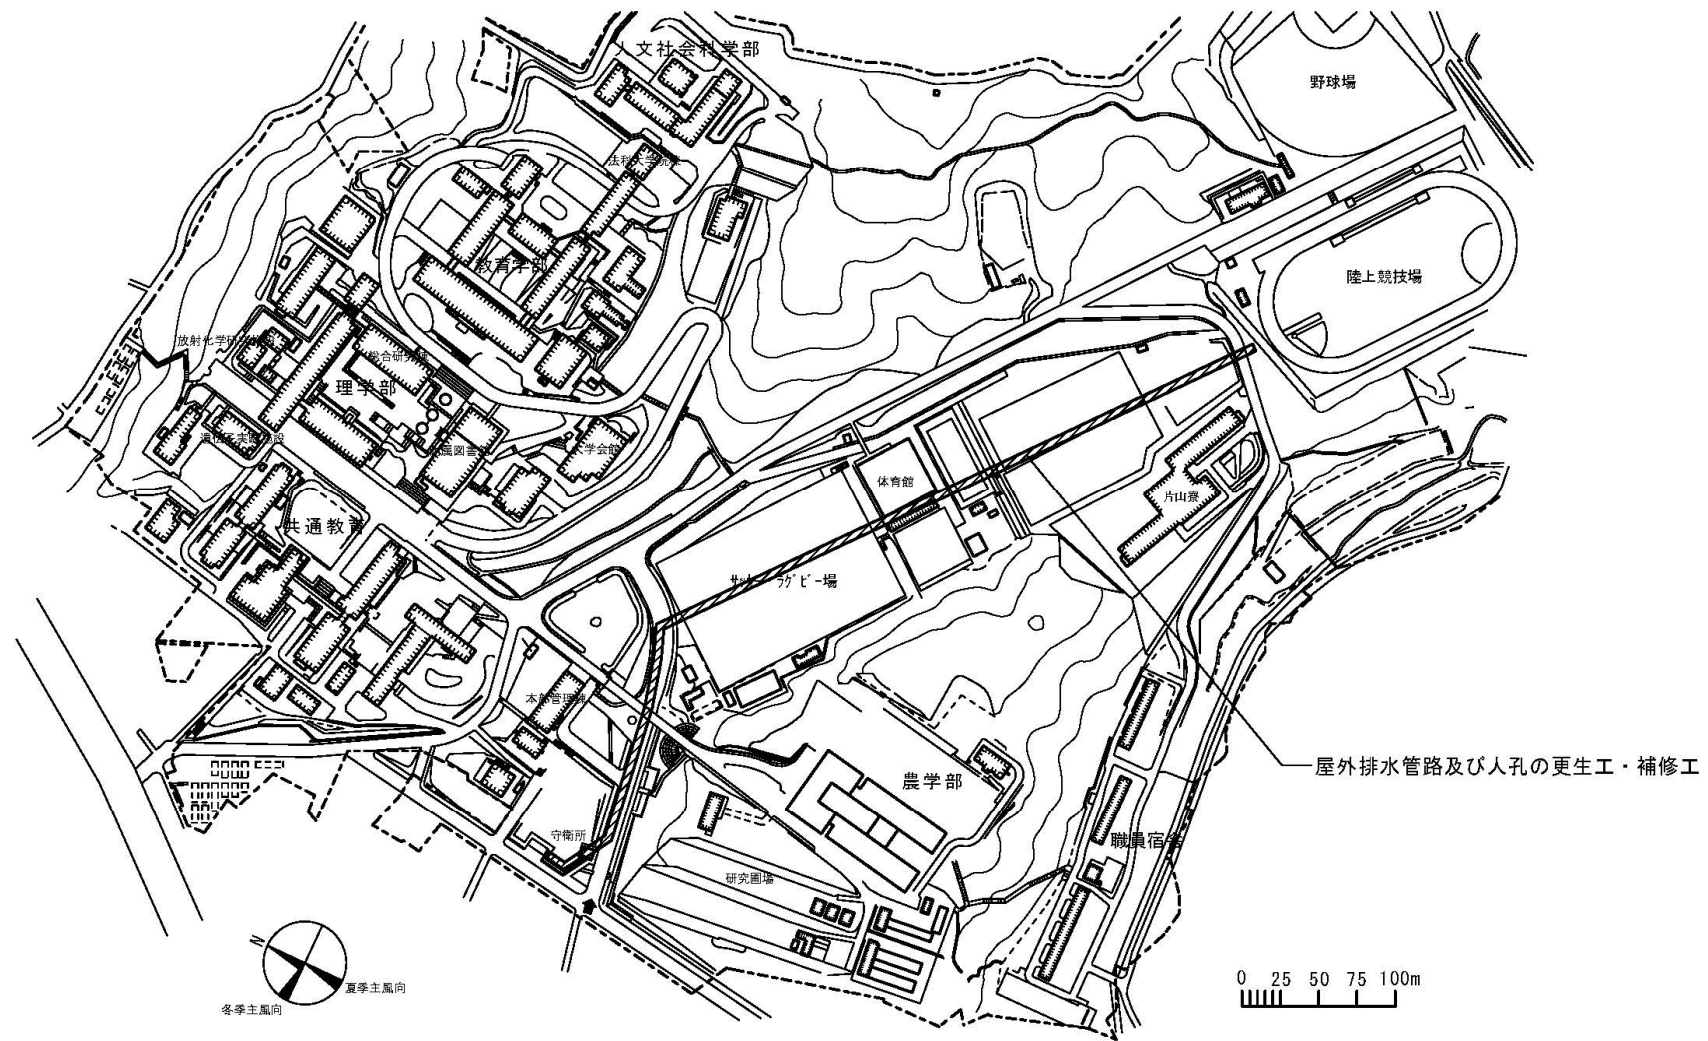 人文社会科学部
野球場
法科大学院棟
教育学部
陸上競技場
放射化学研究施設
総合研究棟
理学部
遺伝子実験施設
附属図書館
大学会館
体育館
片山寮
共通教育
サッカー ラグビー場
本部管理棟
屋外排水管路及び人孔の更生工・補修工
農学部
守衛所
職員宿舎
研究圃場
N
夏季主風向
冬季主風向
0 25 50 75 100m